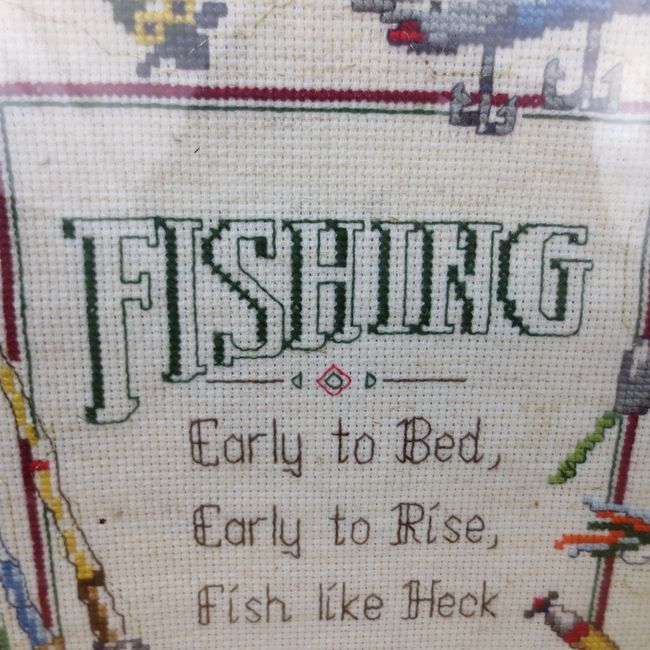 FISHING
Early to Bed,
Early to Rise,
Fish like Heck